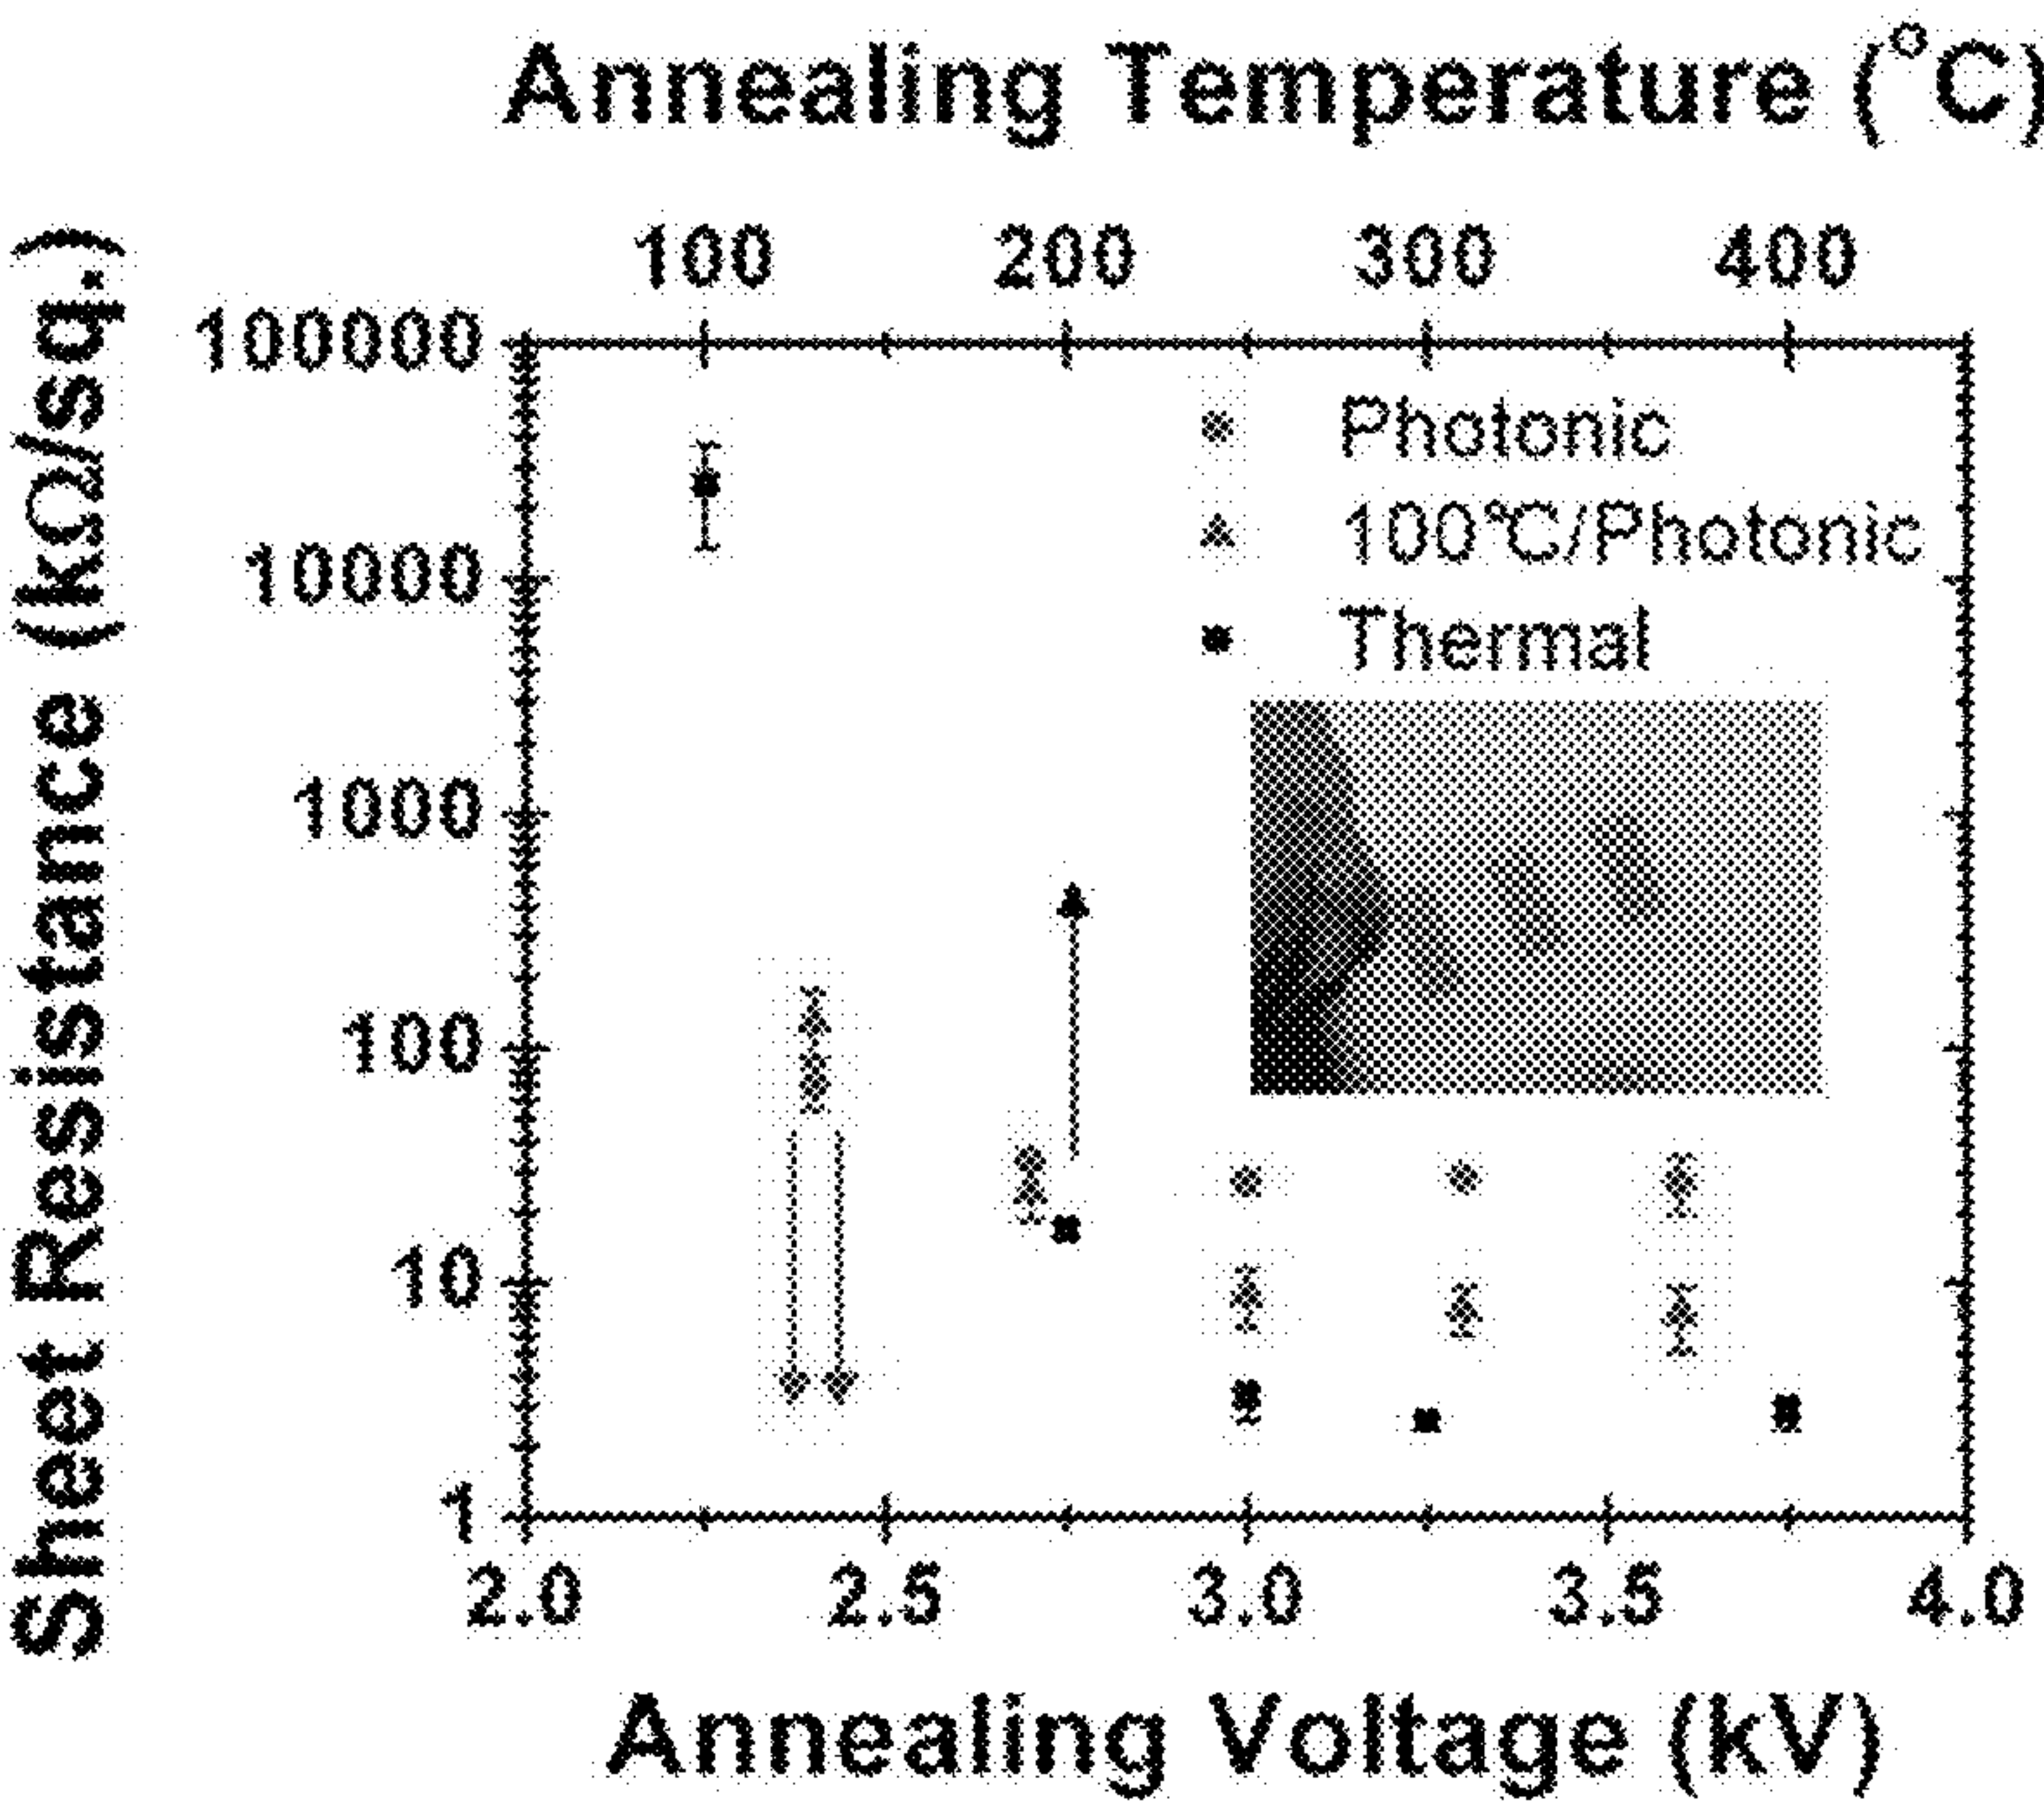 Annealing Temperature (°C)
100 200 300 400
Sheet Resistance (kΩ/sq.)
100000
10000
1000
100
10
1
Photonic
100℃/Photonic
Thermal
2.0 2.5 3.0 3.5 4.0
Annealing Voltage (kV)